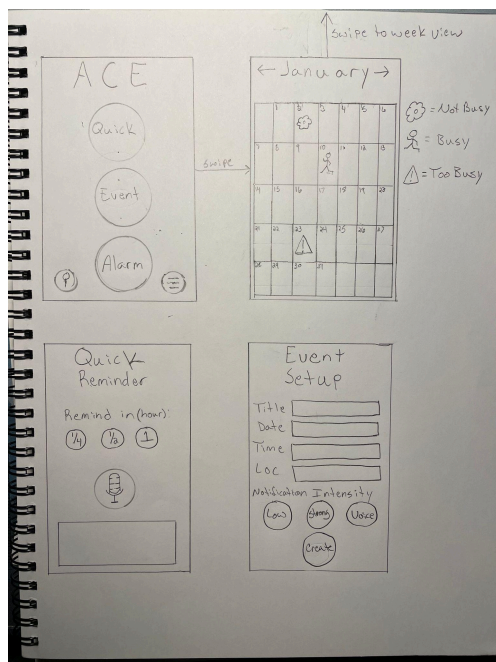 Swipe to week view
ACE
Quick
Event
Alarm
Swipe
← January →
1 2 3 4 5 6
7 8 9 10 11 12 13
14 15 16 17 18 19 20
21 22 23 24 25 26 27
28 29 30 31
= Not Busy
= Busy
= Too Busy
Quick
Reminder
Remind in (hour):
1/4 1/2 1
Event
Setup
Title
Date
Time
Loc
Notification Intensity
Low Strong Voice
Create